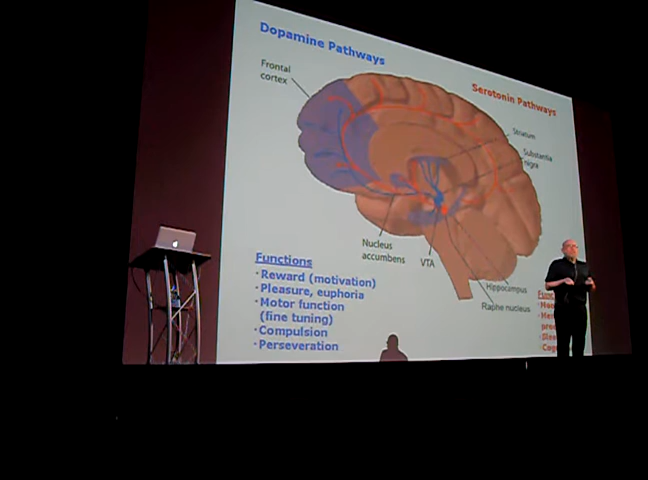 Dopamine Pathways
Serotonin Pathways
Frontal
cortex
Striatum
Substantia
nigra
Nucleus
accumbens
VTA
Hippocampus
Raphe nucleus
Functions
·Reward (motivation)
·Pleasure, euphoria
·Motor function
(fine tuning)
·Compulsion
·Perseveration